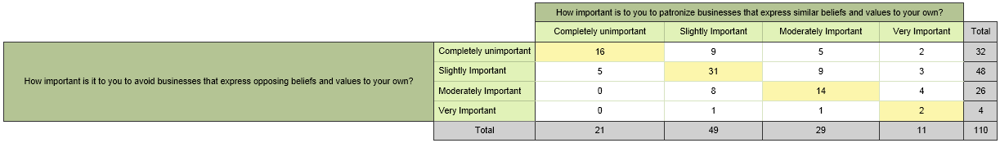 How important is to you to patronize businesses that express similar beliefs and values to your own?
Completely unimportant Slightly Important Moderately Important Very Important Total
How important is it to you to avoid businesses that express opposing beliefs and values to your own?
Completely unimportant 16 9 5 2 32
Slightly Important 5 31 9 3 48
Moderately Important 0 8 14 4 26
Very Important 0 1 1 2 4
Total 21 49 29 11 110